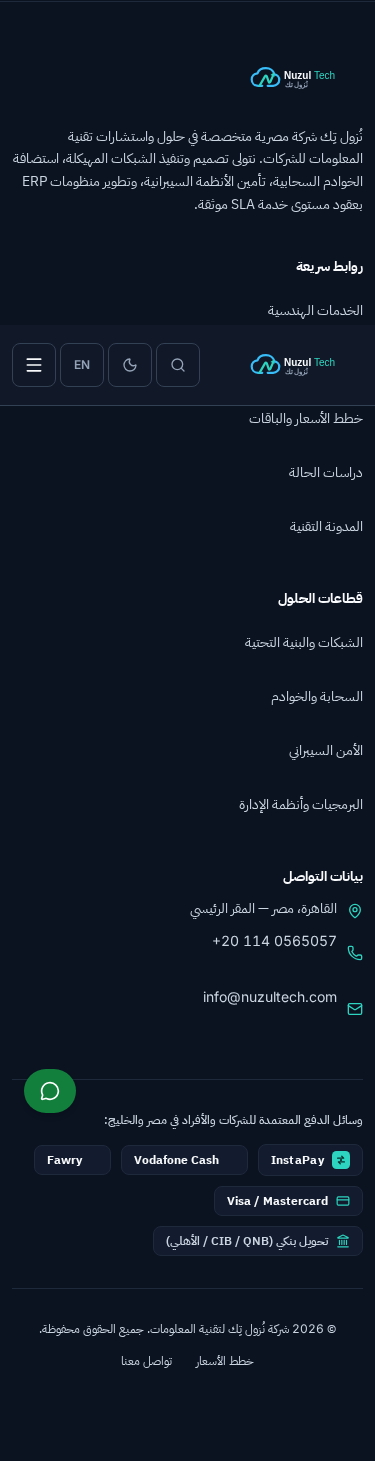 Nuzul Tech
نُزول تِك
نُزول تِك شركة مصرية متخصصة في حلول واستشارات تقنية
المعلومات للشركات. نتولى تصميم وتنفيذ الشبكات المهيكلة، استضافة
الخوادم السحابية، تأمين الأنظمة السيبرانية، وتطوير منظومات ERP
بعقود مستوى خدمة SLA موثقة.
روابط سريعة
الخدمات الهندسية
Nuzul Tech
نُزول تِك
EN
خطط الأسعار والباقات
دراسات الحالة
المدونة التقنية
قطاعات الحلول
الشبكات والبنية التحتية
السحابة والخوادم
الأمن السيبراني
البرمجيات وأنظمة الإدارة
بيانات التواصل
القاهرة، مصر — المقر الرئيسي
+20 114 0565057
info@nuzultech.com
وسائل الدفع المعتمدة للشركات والأفراد في مصر والخليج:
InstaPay
Vodafone Cash
Fawry
Visa / Mastercard
تحويل بنكي (CIB / QNB / الأهلي)
© 2026 شركة نُزول تِك لتقنية المعلومات. جميع الحقوق محفوظة.
خطط الأسعار
تواصل معنا